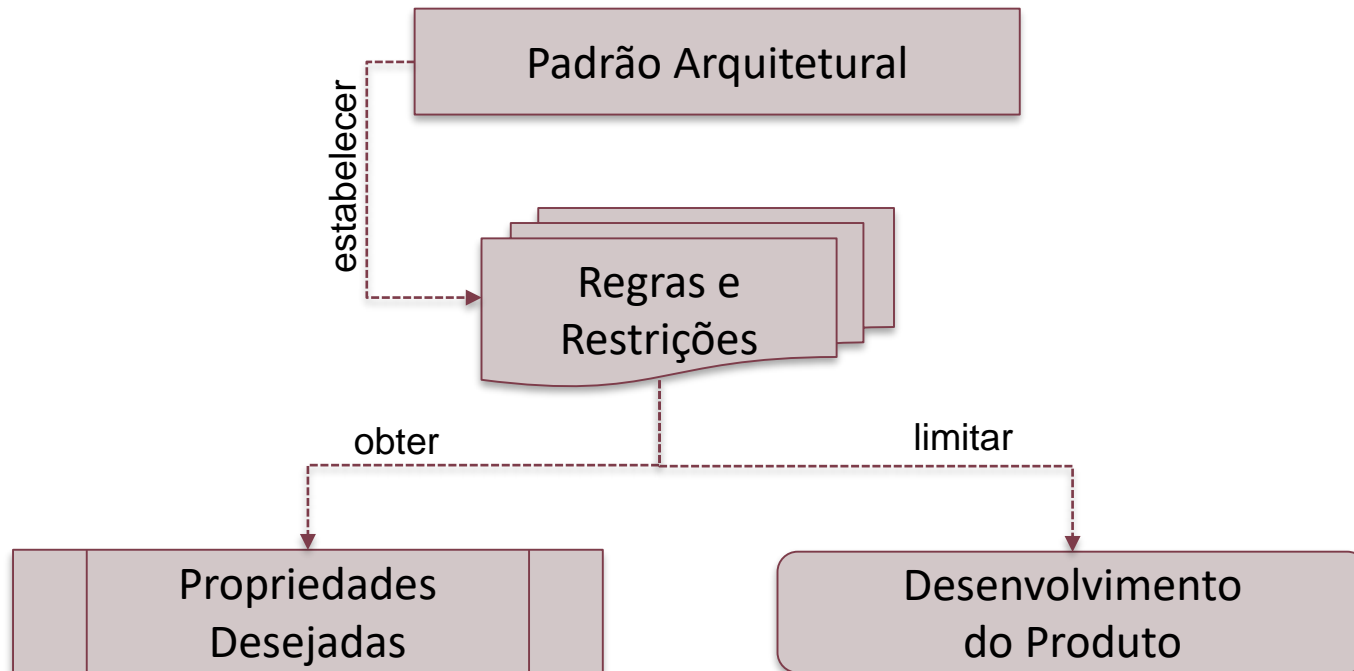 Padrão Arquitetural
estabelecer
Regras e
Restrições
obter
limitar
Propriedades
Desejadas
Desenvolvimento
do Produto